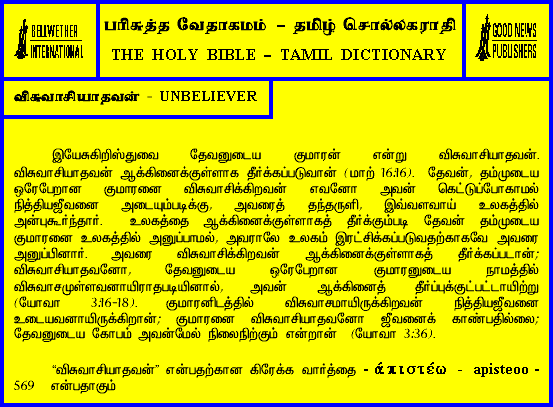 BELLWETHER
INTERNATIONAL
பரிசுத்த வேதாகமம் – தமிழ் சொல்லகராதி
THE HOLY BIBLE – TAMIL DICTIONARY
GOOD NEWS
PUBLISHERS
விசுவாசியாதவன் - UNBELIEVER
இயேசுகிறிஸ்துவை தேவனுடைய குமாரன் என்று விசுவாசியாதவன்.
விசுவாசியாதவன் ஆக்கினைக்குள்ளாக தீர்க்கப்படுவான் (மாற் 16:16). தேவன், தம்முடைய
ஒரேபேறான குமாரனை விசுவாசிக்கிறவன் எவனோ அவன் கெட்டுப்போகாமல்
நித்தியஜீவனை அடையும்படிக்கு, அவரைத் தந்தருளி, இவ்வளவாய் உலகத்தில்
அன்புகூர்ந்தார். உலகத்தை ஆக்கினைக்குள்ளாகத் தீர்க்கும்படி தேவன் தம்முடைய
குமாரனை உலகத்தில் அனுப்பாமல், அவராலே உலகம் இரட்சிக்கப்படுவதற்காகவே அவரை
அனுப்பினார். அவரை விசுவாசிக்கிறவன் ஆக்கினைக்குள்ளாகத் தீர்க்கப்படான்;
விசுவாசியாதவனோ, தேவனுடைய ஒரேபேறான குமாரனுடைய நாமத்தில்
விசுவாசமுள்ளவனாயிராதபடியினால், அவன் ஆக்கினைத் தீர்ப்புக்குட்பட்டாயிற்று
(யோவா 3:16-18). குமாரனிடத்தில் விசுவாசமாயிருக்கிறவன் நித்தியஜீவனை
உடையவனாயிருக்கிறான்; குமாரனை விசுவாசியாதவனோ ஜீவனைக் காண்பதில்லை;
தேவனுடைய கோபம் அவன்மேல் நிலைநிற்கும் என்றான் (யோவா 3:36).
“விசுவாசியாதவன்” என்பதற்கான கிரேக்க வார்த்தை - ἀπιστέω - apisteoo -
569 என்பதாகும்